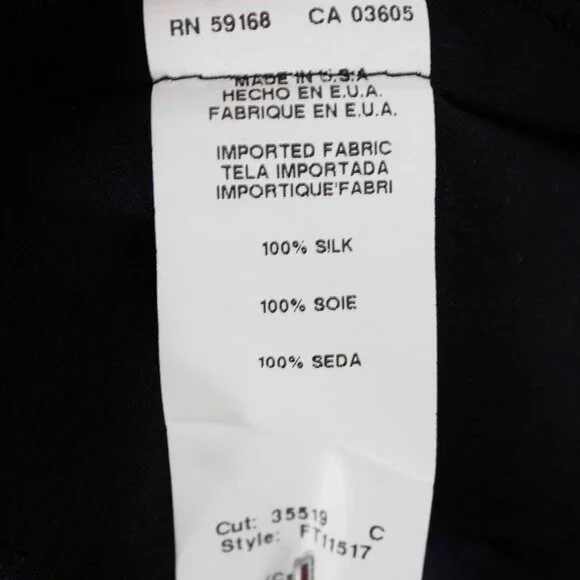 RN 59168 CA 03605
MADE IN U.S.A
HECHO EN E.U.A.
FABRIQUE EN E.U.A.
IMPORTED FABRIC
TELA IMPORTADA
IMPORTIQUE'FABRI
100% SILK
100% SOIE
100% SEDA
Cut: 35519 C
Style: FT11517